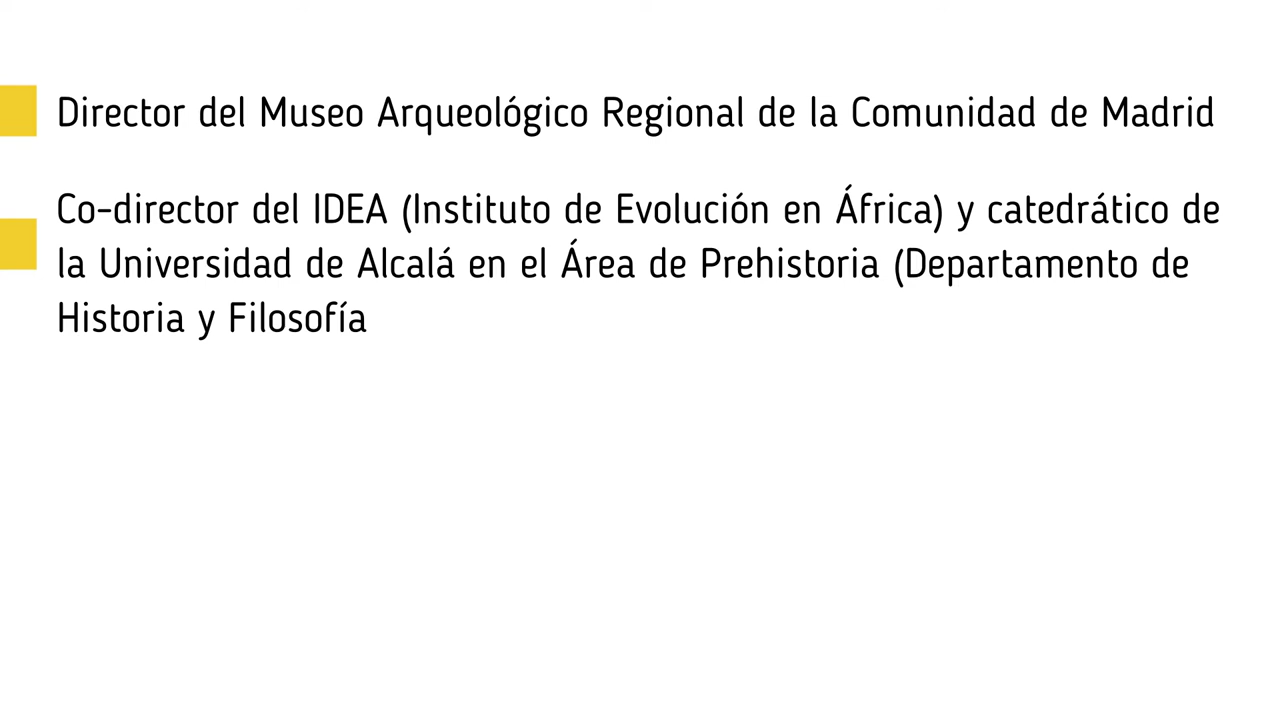 Director del Museo Arqueológico Regional de la Comunidad de Madrid
Co-director del IDEA (Instituto de Evolución en África) y catedrático de
la Universidad de Alcalá en el Área de Prehistoria (Departamento de
Historia y Filosofía